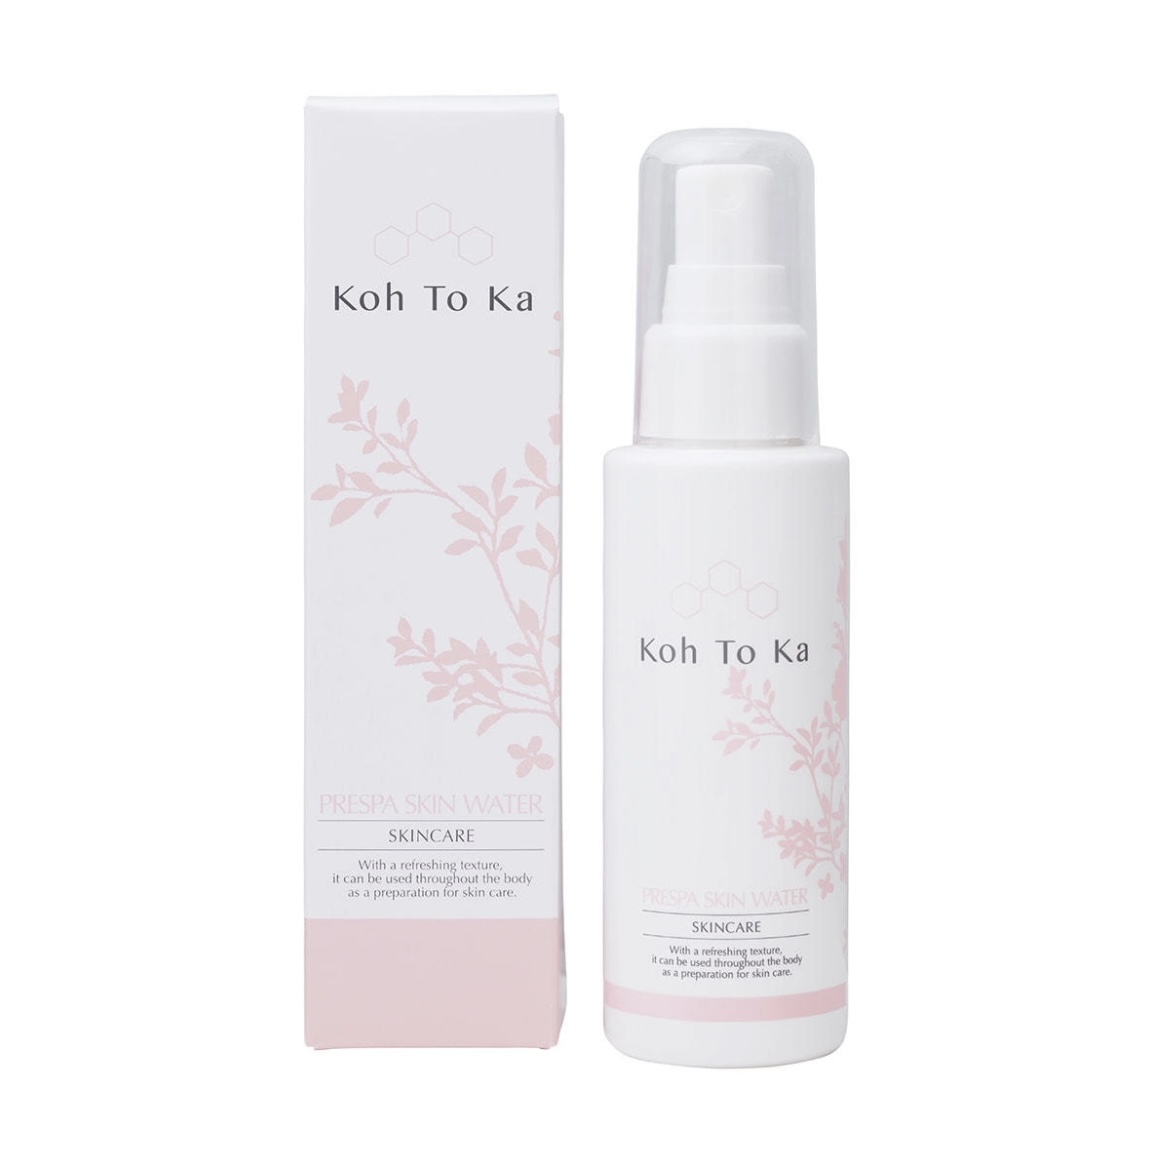 Koh To Ka
PRESPA SKIN WATER
SKINCARE
With a refreshing texture,
it can be used throughout the body
as a preparation for skin care.
Koh To Ka
PRESPA SKIN WATER
SKINCARE
With a refreshing texture,
it can be used throughout the body
as a preparation for skin care.